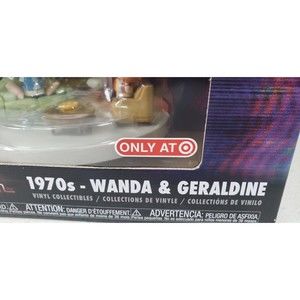 ONLY AT
1970s - WANDA & GERALDINE
VINYL COLLECTIBLES / COLLECTIONS DE VINYLE / COLLECTIONS DE VINILO
ATTENTION: DANGER D'ÉTOUFFEMENT. ADVERTENCIA: PELIGRO DE ASFIXIA.